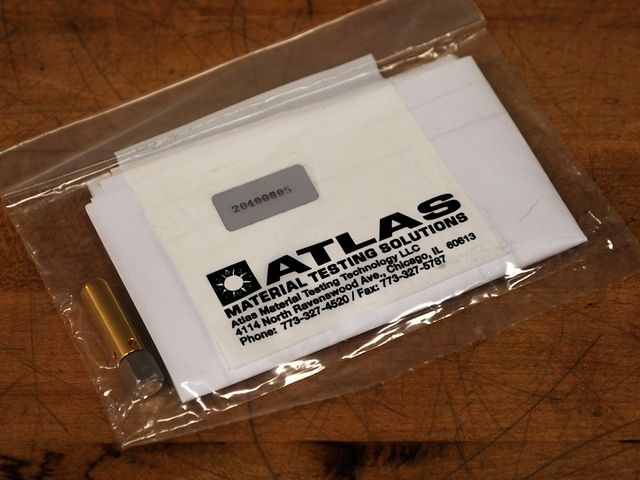 20400805
ATLAS
MATERIAL TESTING SOLUTIONS
Atlas Material Testing Technology LLC
4114 North Ravenswood Ave., Chicago, IL 60613
Phone: 773-327-4520 / Fax: 773-327-5787